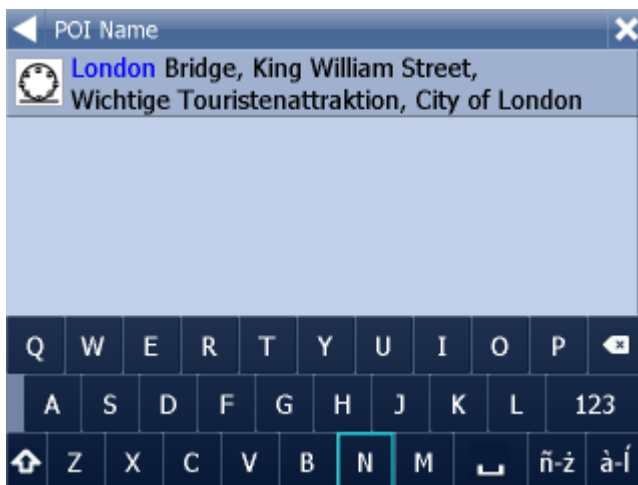 POI Name
London Bridge, King William Street,
Wichtige Touristenattraktion, City of London
Q W E R T Y U I O P
A S D F G H J K L 123
Z X C V B N M ñ-ż à-Í